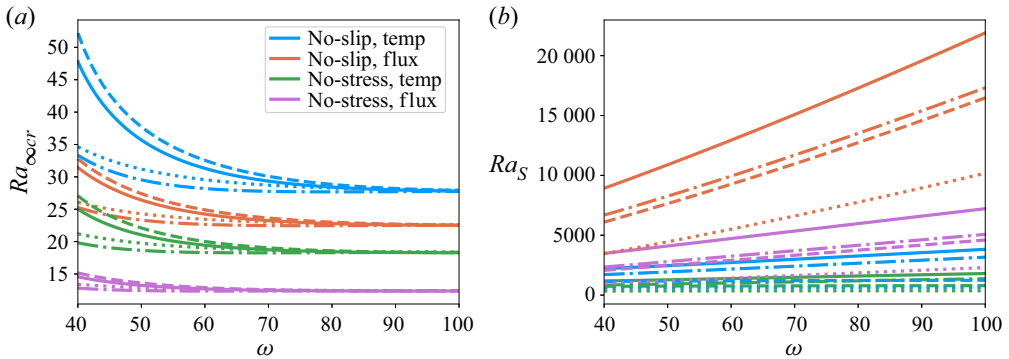 (a)
50
45
40
35
30
25
20
15
Ra∞cr
No-slip, temp
No-slip, flux
No-stress, temp
No-stress, flux
40 50 60 70 80 90 100
ω
(b)
20 000
15 000
10 000
5000
0
RaS
40 50 60 70 80 90 100
ω